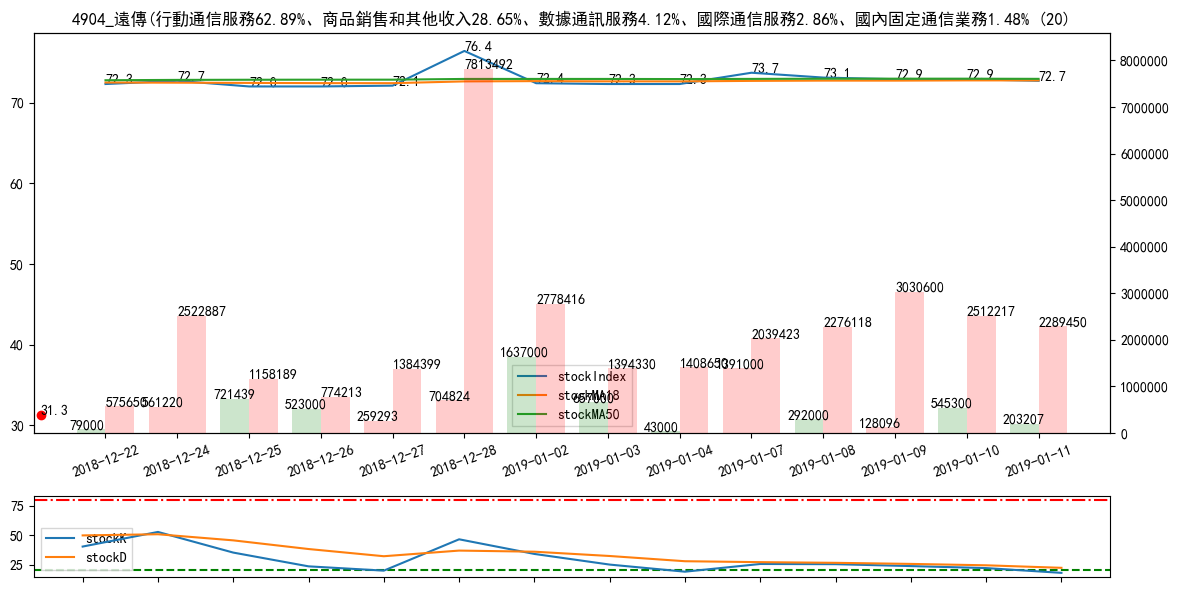 4904_遠傳(行動通信服務62.89%、商品銷售和其他收入28.65%、數據通訊服務4.12%、國際通信服務2.86%、國內固定通信業務1.48% (20)
76.4
72.3 72.7 72.0 72.0 72.1 72.4 72.3 72.3 73.7 73.1 72.9 72.9 72.7
7813492
70
60
50
40
30
8000000
7000000
6000000
5000000
4000000
3000000
2000000
1000000
0
31.3
79000 575650 561220 2522887 721439 1158189 523000 774213 259293 1384399 704824 1637000 2778416 657000 1394330 43000 1408653 1391000 2039423 292000 2276118 128096 3030600 545300 2512217 203207 2289450
stockIndex
stockMA18
stockMA50
2018-12-22 2018-12-24 2018-12-25 2018-12-26 2018-12-27 2018-12-28 2019-01-02 2019-01-03 2019-01-04 2019-01-07 2019-01-08 2019-01-09 2019-01-10 2019-01-11
75
50
25
stockK
stockD